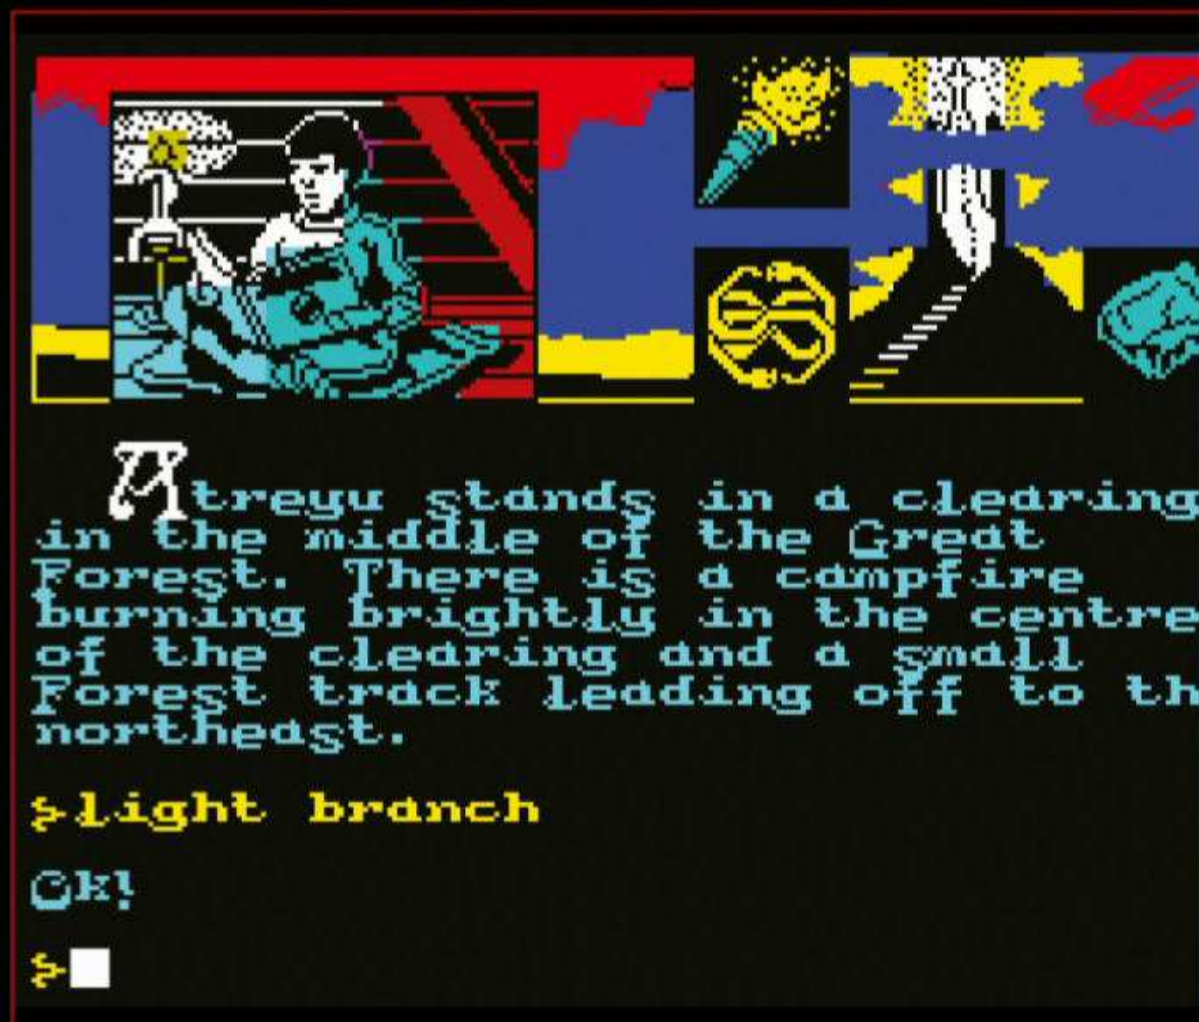 Atreyu stands in a clearing
in the middle of the Great
Forest. There is a campfire
burning brightly in the centre
of the clearing and a small
Forest track leading off to th
northeast.
>light branch
Ok!
>